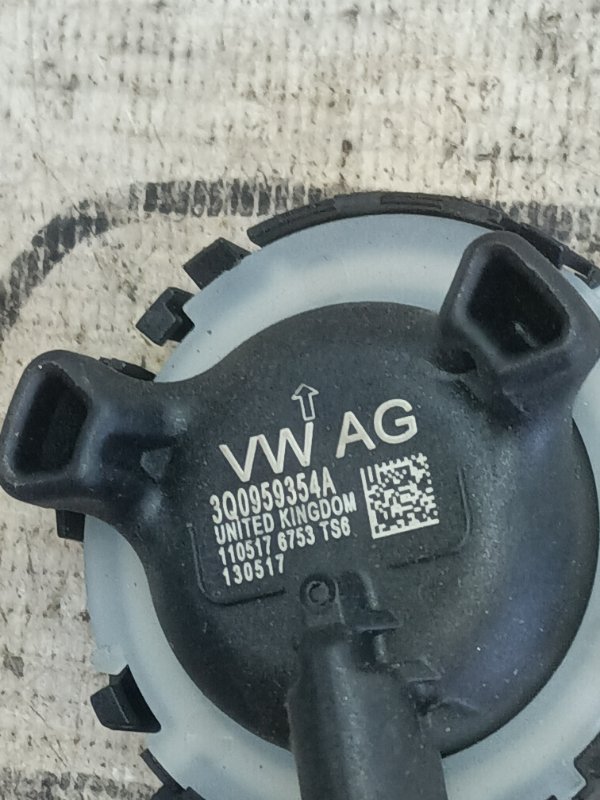 VW AG
3Q0959354A
UNITED KINGDOM
110517 6753 TS6
130517